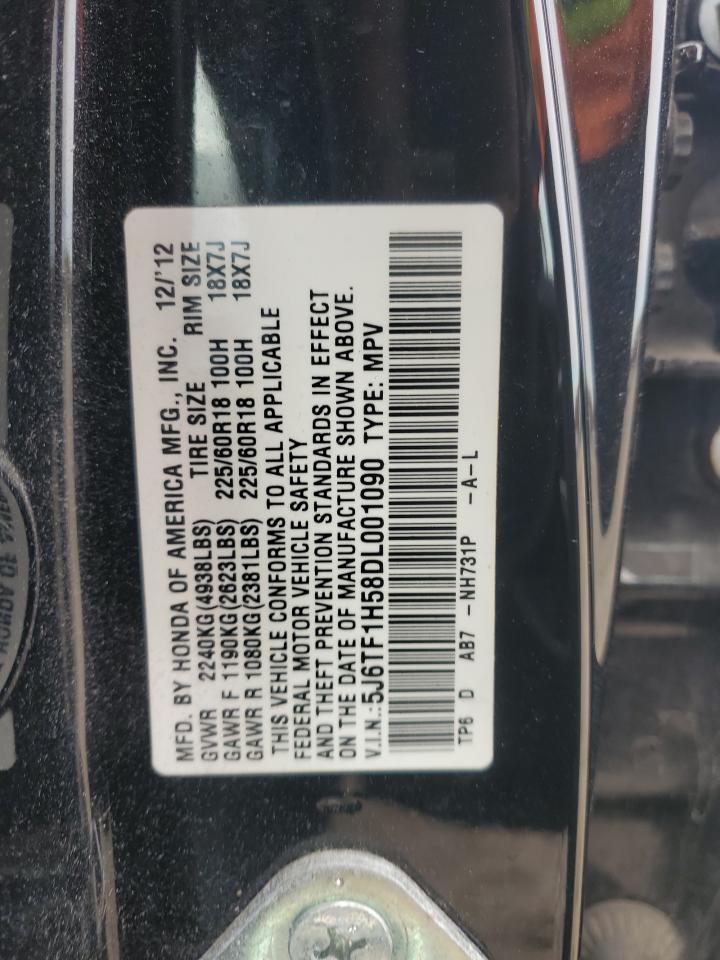 MFD. BY HONDA OF AMERICA MFG., INC. 12/'12
GVWR 2240KG(4938LBS) TIRE SIZE RIM SIZE
GAWR F 1190KG(2623LBS) 225/60R18 100H 18X7J
GAWR R 1080KG(2381LBS) 225/60R18 100H 18X7J
THIS VEHICLE CONFORMS TO ALL APPLICABLE
FEDERAL MOTOR VEHICLE SAFETY
AND THEFT PREVENTION STANDARDS IN EFFECT
ON THE DATE OF MANUFACTURE SHOWN ABOVE.
V.I.N.:5J6TF1H58DL001090 TYPE: MPV
TP6 D AB7 -NH731P -A-L